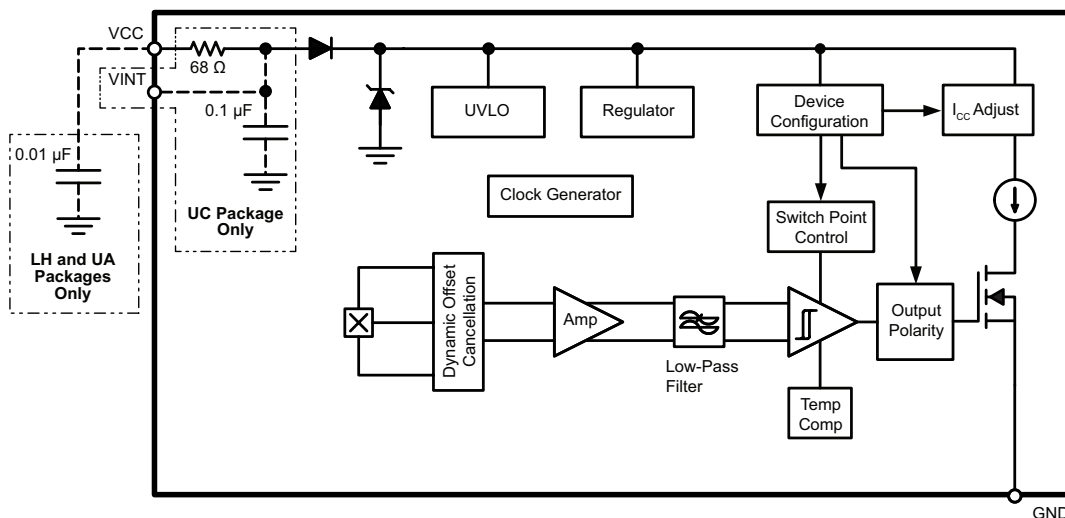 VCC
68 Ω
VINT
0.1 µF
UC Package
Only
0.01 µF
LH and UA
Packages
Only
UVLO
Regulator
Device
Configuration
ICC Adjust
Clock Generator
Switch Point
Control
Dynamic Offset
Cancellation
Amp
Low-Pass
Filter
Output
Polarity
Temp
Comp
GND